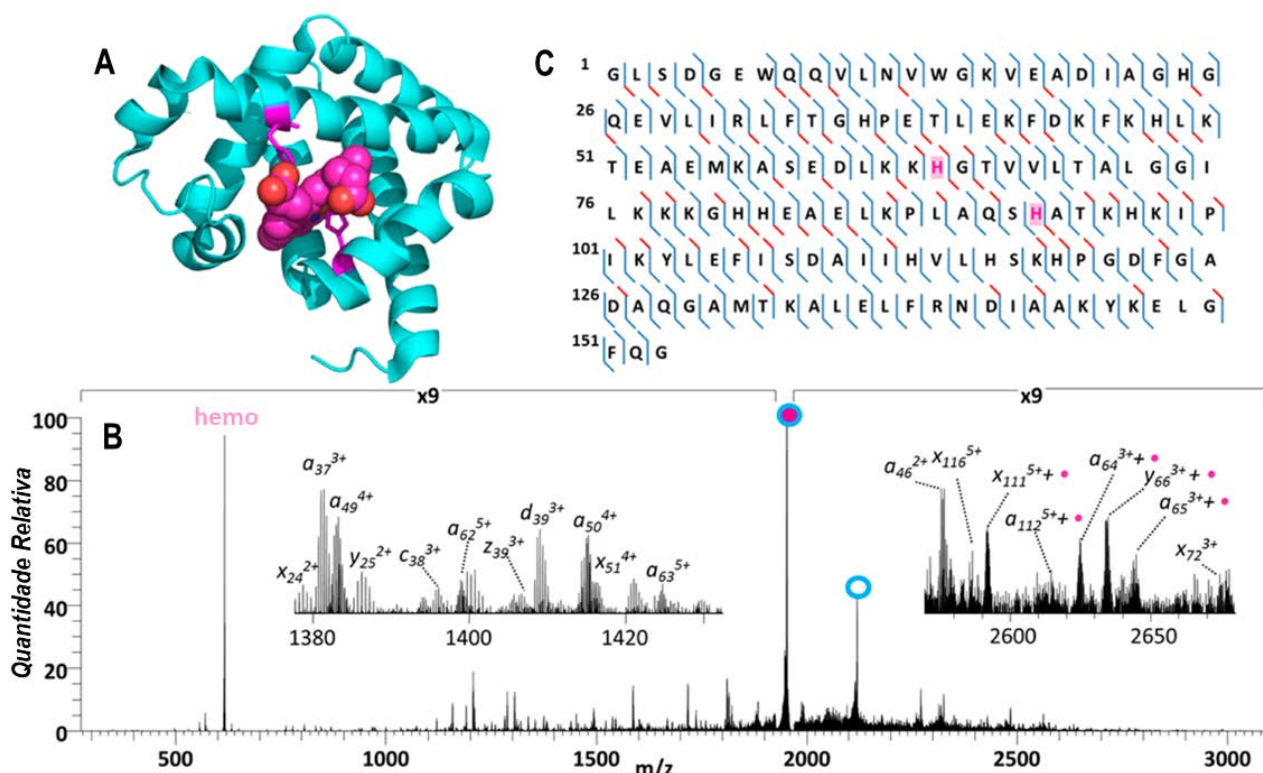 A
C
1 G L S D G E W Q Q V L N V W G K V E A D I A G H G
26 Q E V L I R L F T G H P E T L E K F D K F K H L K
51 T E A E M K A S E D L K K H G T V V L T A L G G I
76 L K K K G H H E A E L K P L A Q S H A T K H K I P
101 I K Y L E F I S D A I I H V L H S K H P G D F G A
126 D A Q G A M T K A L E L F R N D I A A K Y K E L G
151 F Q G
x9 x9
B
hemo
Quantidade Relativa
100
80
60
40
20
0
a37 3+
a49 4+
x24 2+
y25 2+
c38 3+
a62 5+
z39 3+
d39 3+
a50 4+
x51 4+
a63 5+
1380 1400 1420
a46 2+ x116 5+
x111 5+ + •
a112 5+ + •
a64 3+ + •
y66 3+ + •
a65 3+ + •
x72 3+
2600 2650
500 1000 1500 2000 2500 3000
m/z